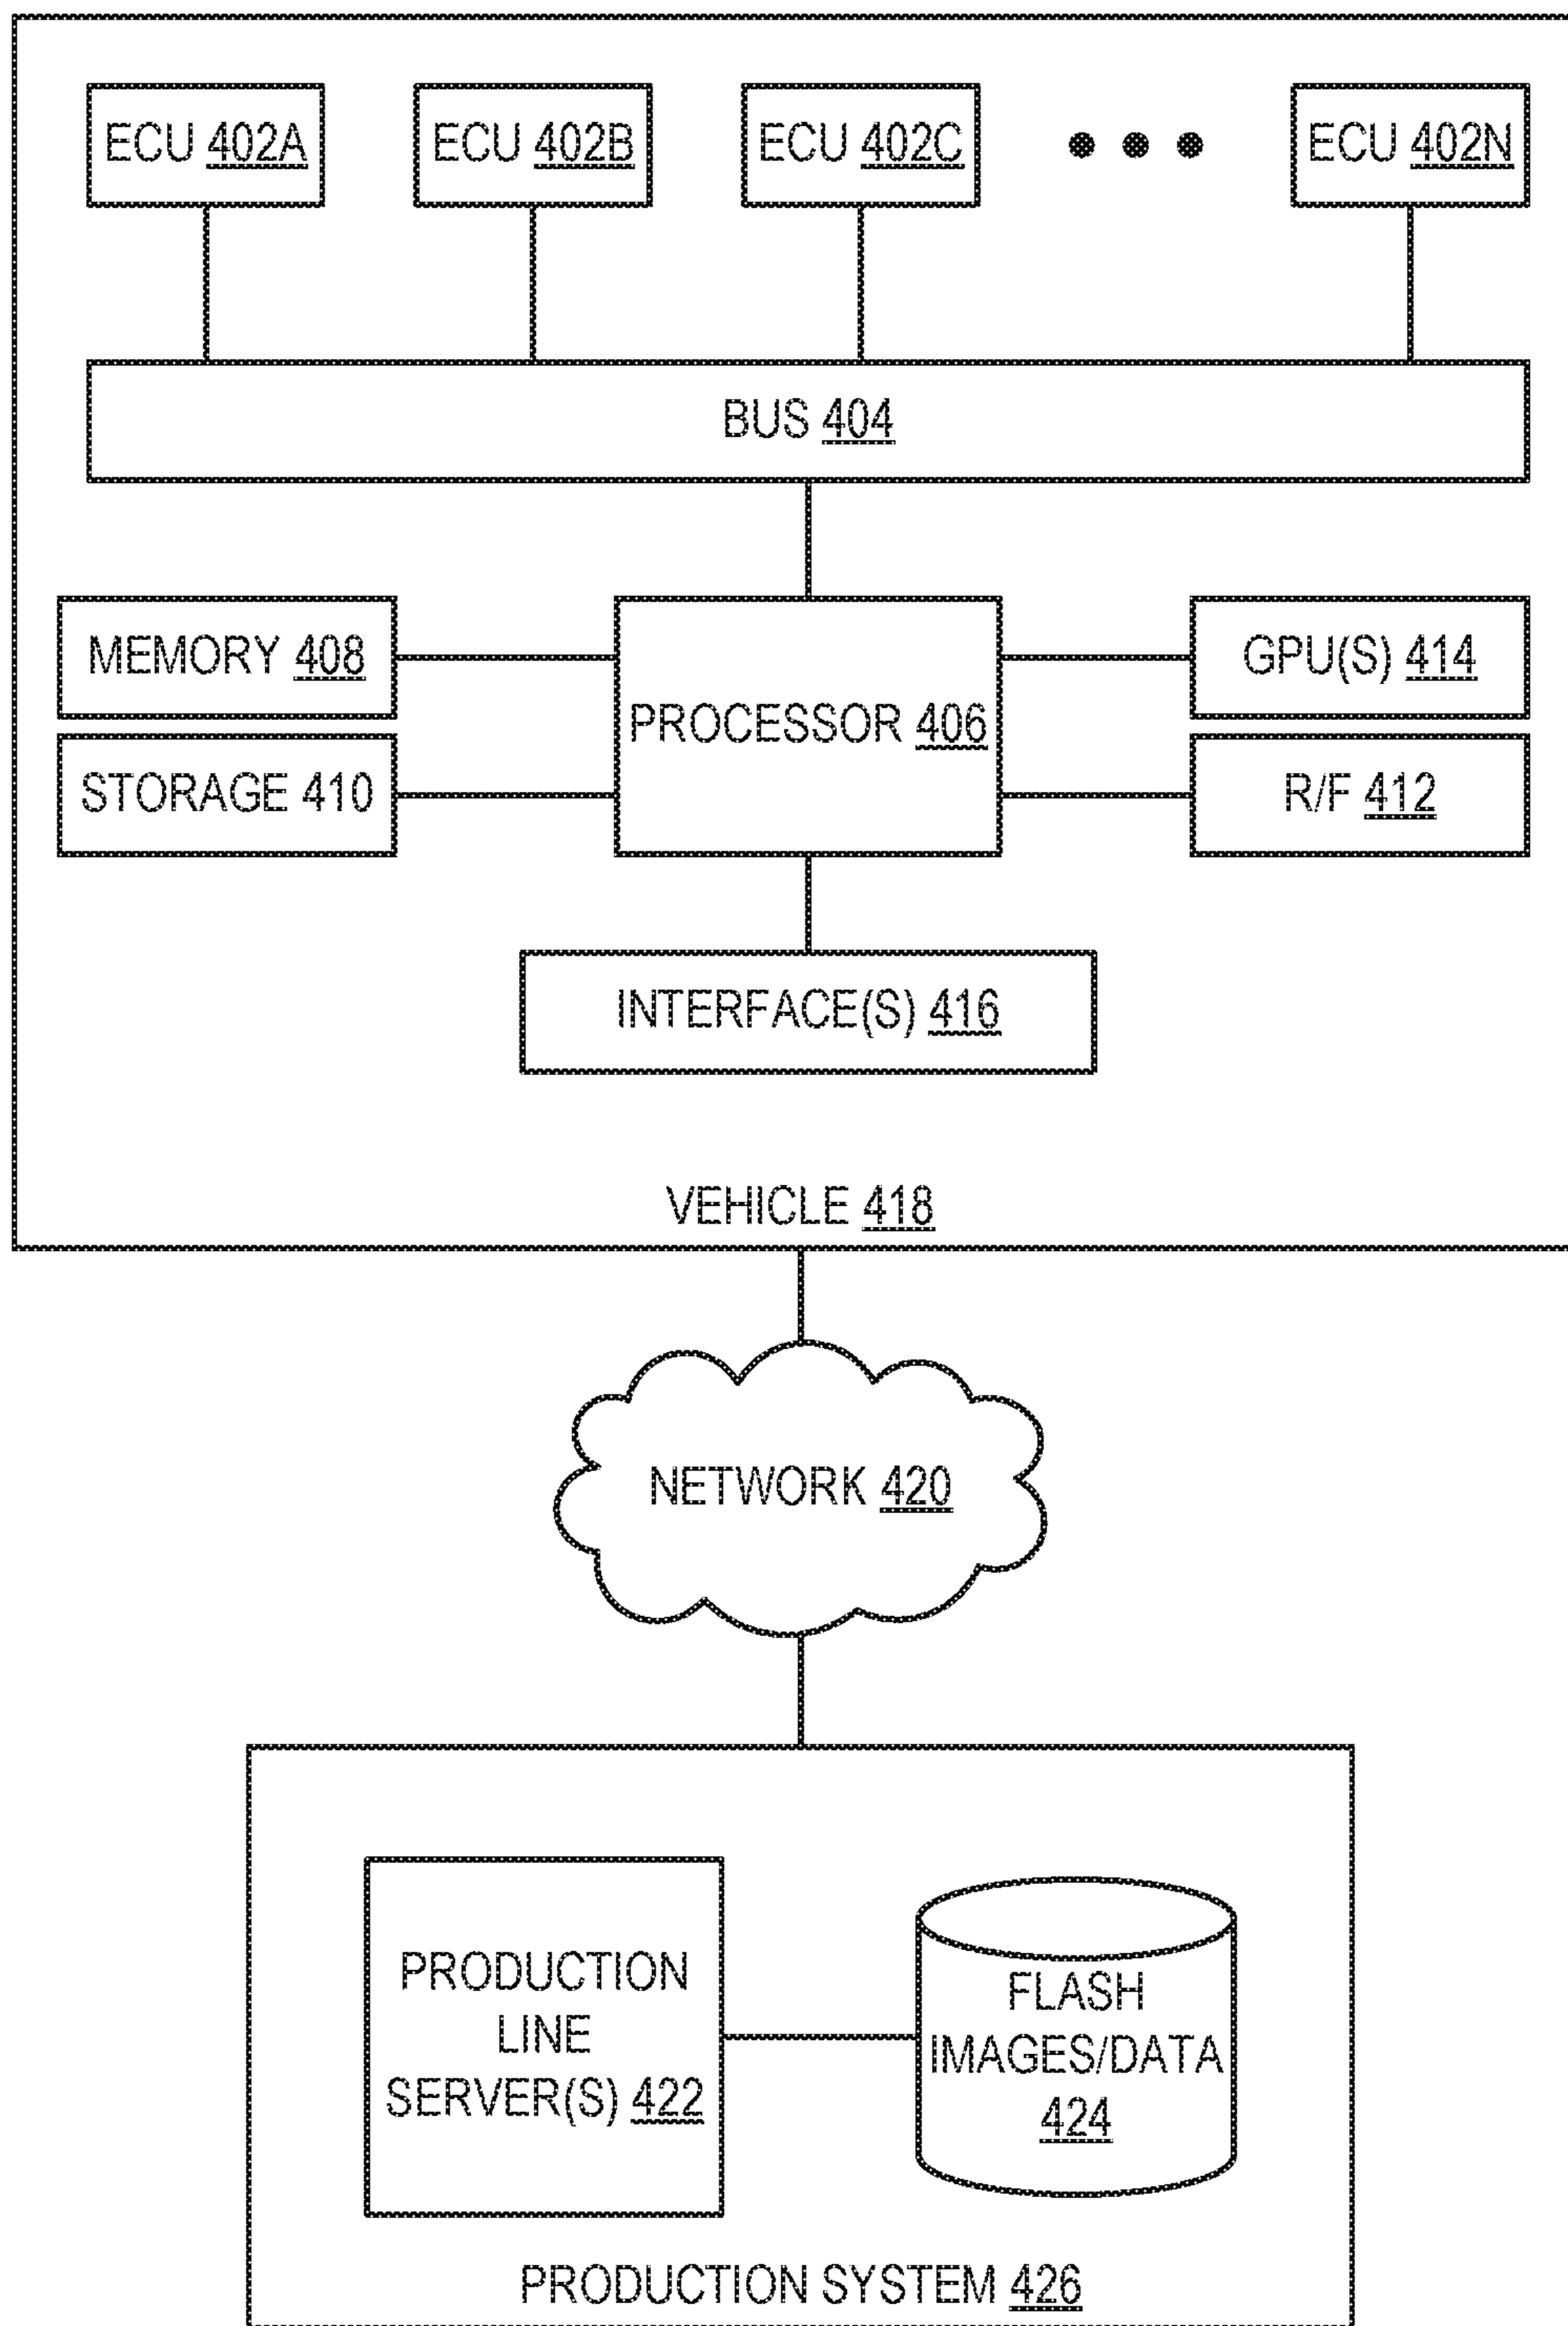 ECU 402A
ECU 402B
ECU 402C
ECU 402N
BUS 404
MEMORY 408
PROCESSOR 406
GPU(S) 414
STORAGE 410
R/F 412
INTERFACE(S) 416
VEHICLE 418
NETWORK 420
PRODUCTION
LINE
SERVER(S) 422
FLASH
IMAGES/DATA
424
PRODUCTION SYSTEM 426